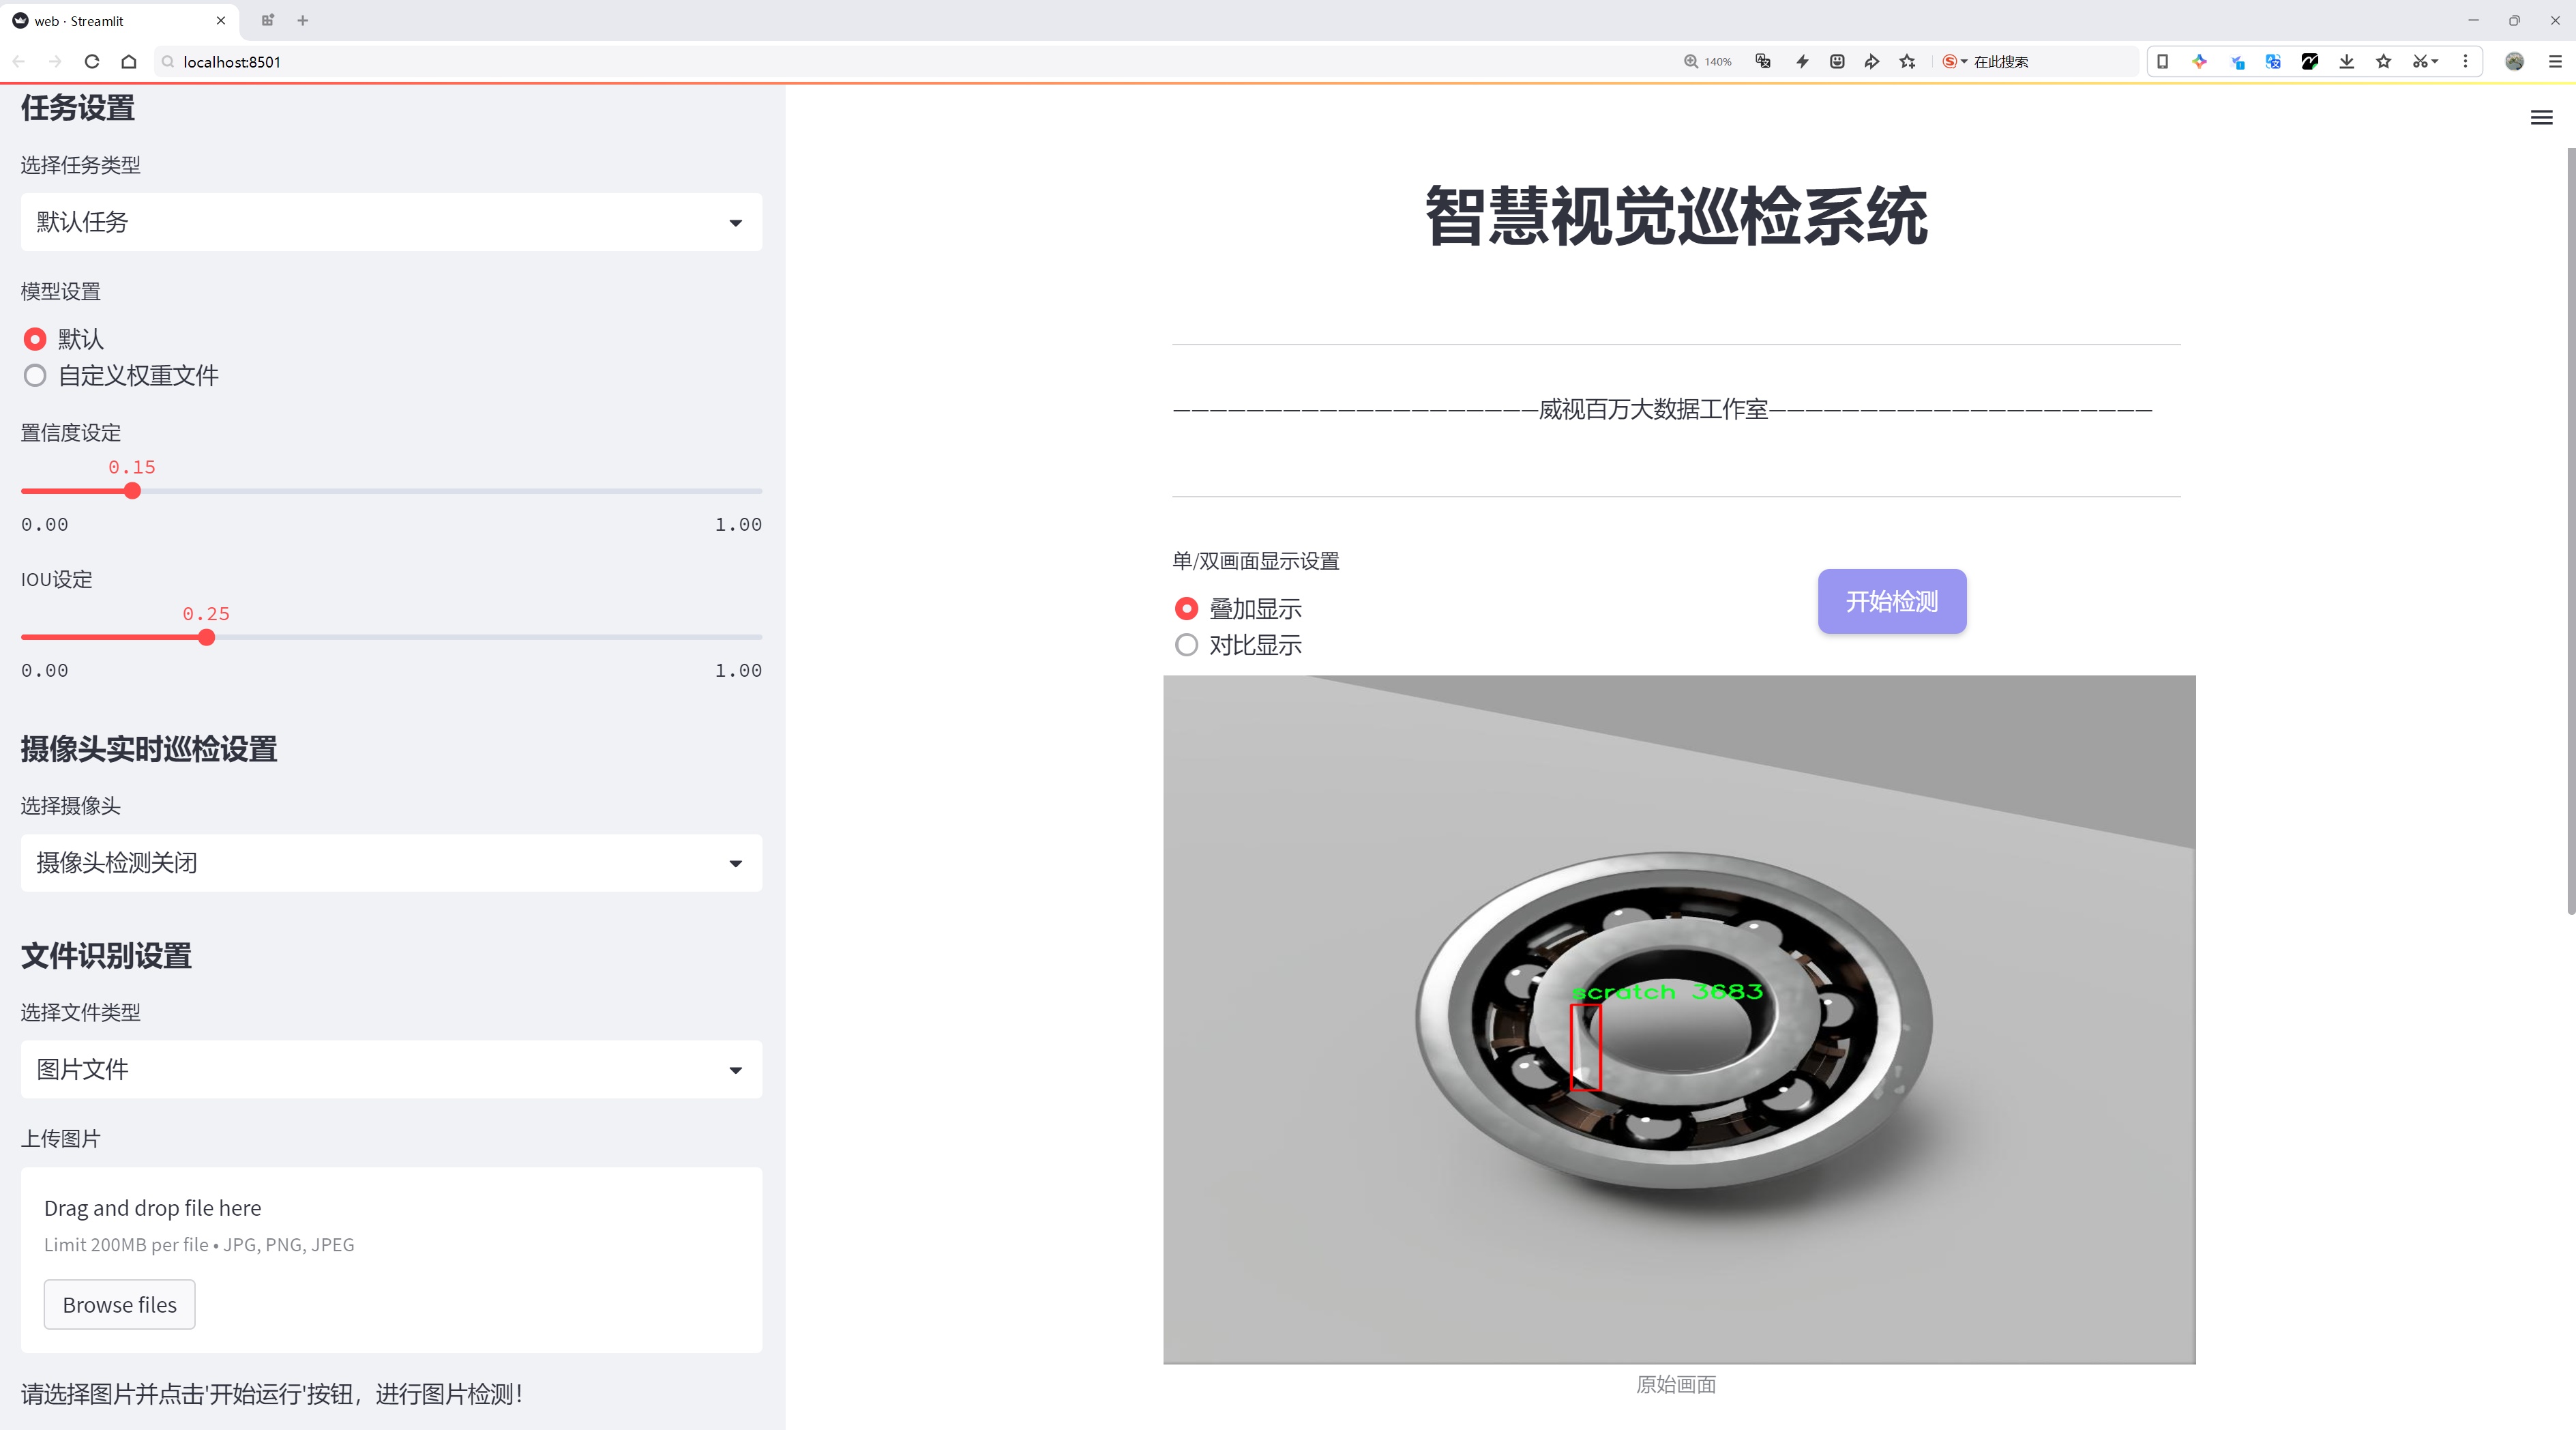 web · Streamlit
localhost:8501
140%
在此搜索
任务设置
选择任务类型
默认任务
模型设置
默认
自定义权重文件
置信度设定
0.15
0.00
1.00
IOU设定
0.25
0.00
1.00
摄像头实时巡检设置
选择摄像头
摄像头检测关闭
文件识别设置
选择文件类型
图片文件
上传图片
Drag and drop file here
Limit 200MB per file • JPG, PNG, JPEG
Browse files
请选择图片并点击'开始运行'按钮，进行图片检测！
智慧视觉巡检系统
————————————————————威视百万大数据工作室—————————————————————
单/双画面显示设置
叠加显示
对比显示
开始检测
scratch 3683
原始画面